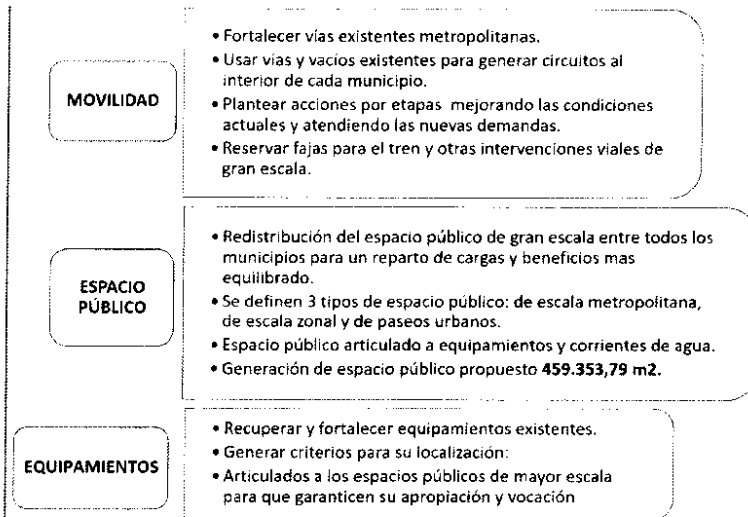 MOVILIDAD
• Fortalecer vías existentes metropolitanas.
• Usar vías y vacíos existentes para generar circuitos al
interior de cada municipio.
• Plantear acciones por etapas mejorando las condiciones
actuales y atendiendo las nuevas demandas.
• Reservar fajas para el tren y otras intervenciones viales de
gran escala.
ESPACIO
PÚBLICO
• Redistribución del espacio público de gran escala entre todos los
municipios para un reparto de cargas y beneficios mas
equilibrado.
• Se definen 3 tipos de espacio público: de escala metropolitana,
de escala zonal y de paseos urbanos.
• Espacio público articulado a equipamientos y corrientes de agua.
• Generación de espacio público propuesto 459.353,79 m2.
EQUIPAMIENTOS
• Recuperar y fortalecer equipamientos existentes.
• Generar criterios para su localización:
• Articulados a los espacios públicos de mayor escala
para que garanticen su apropiación y vocación